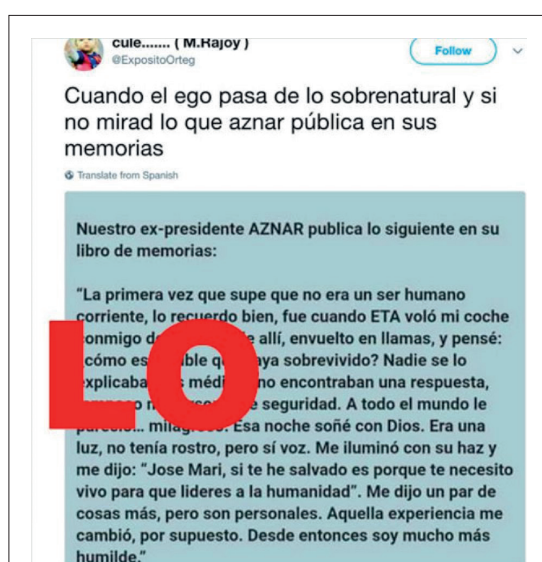 cule....... ( M.Rajoy )
@ExpositoOrteg
Follow
Cuando el ego pasa de lo sobrenatural y si
no mirad lo que aznar pública en sus
memorias
Translate from Spanish
Nuestro ex-presidente AZNAR publica lo siguiente en su
libro de memorias:
“La primera vez que supe que no era un ser humano
corriente, lo recuerdo bien, fue cuando ETA voló mi coche
conmigo allí, envuelto en llamas, y pensé:
sobrevivido? Nadie se lo
no encontraban una respuesta,
seguridad. A todo el mundo le
Esa noche soñé con Dios. Era una
luz, no tenía rostro, pero sí voz. Me iluminó con su haz y
me dijo: “Jose Mari, si te he salvado es porque te necesito
vivo para que lideres a la humanidad”. Me dijo un par de
cosas más, pero son personales. Aquella experiencia me
cambió, por supuesto. Desde entonces soy mucho más
humilde.”
LO